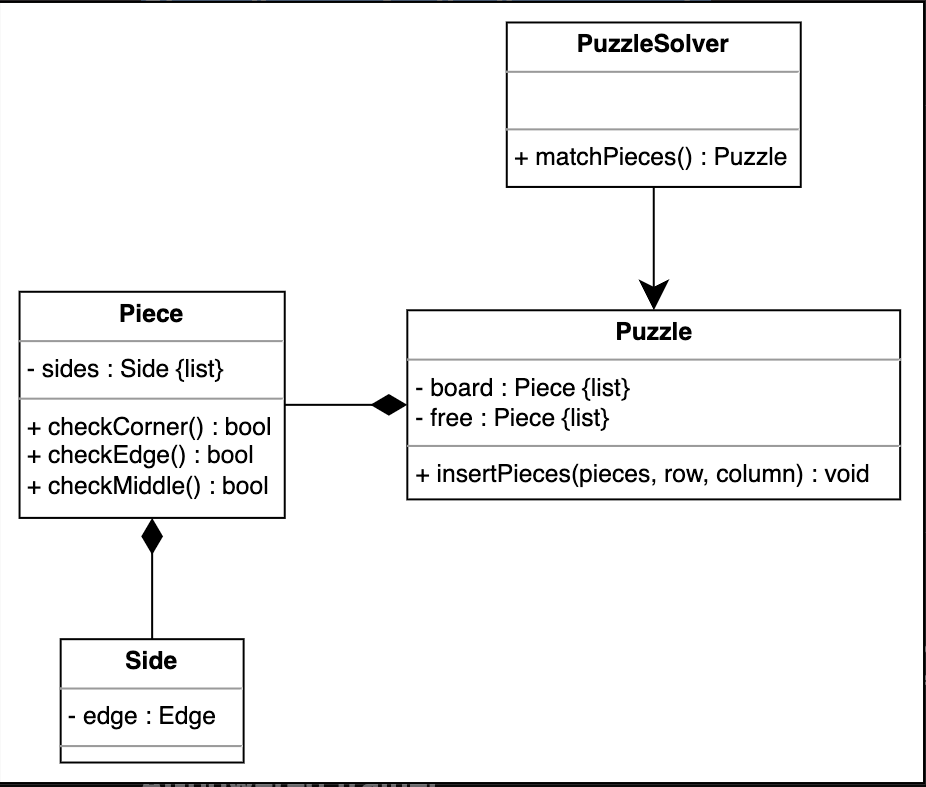 PuzzleSolver
+ matchPieces() : Puzzle
Piece
- sides : Side {list}
+ checkCorner() : bool
+ checkEdge() : bool
+ checkMiddle() : bool
Puzzle
- board : Piece {list}
- free : Piece {list}
+ insertPieces(pieces, row, column) : void
Side
- edge : Edge